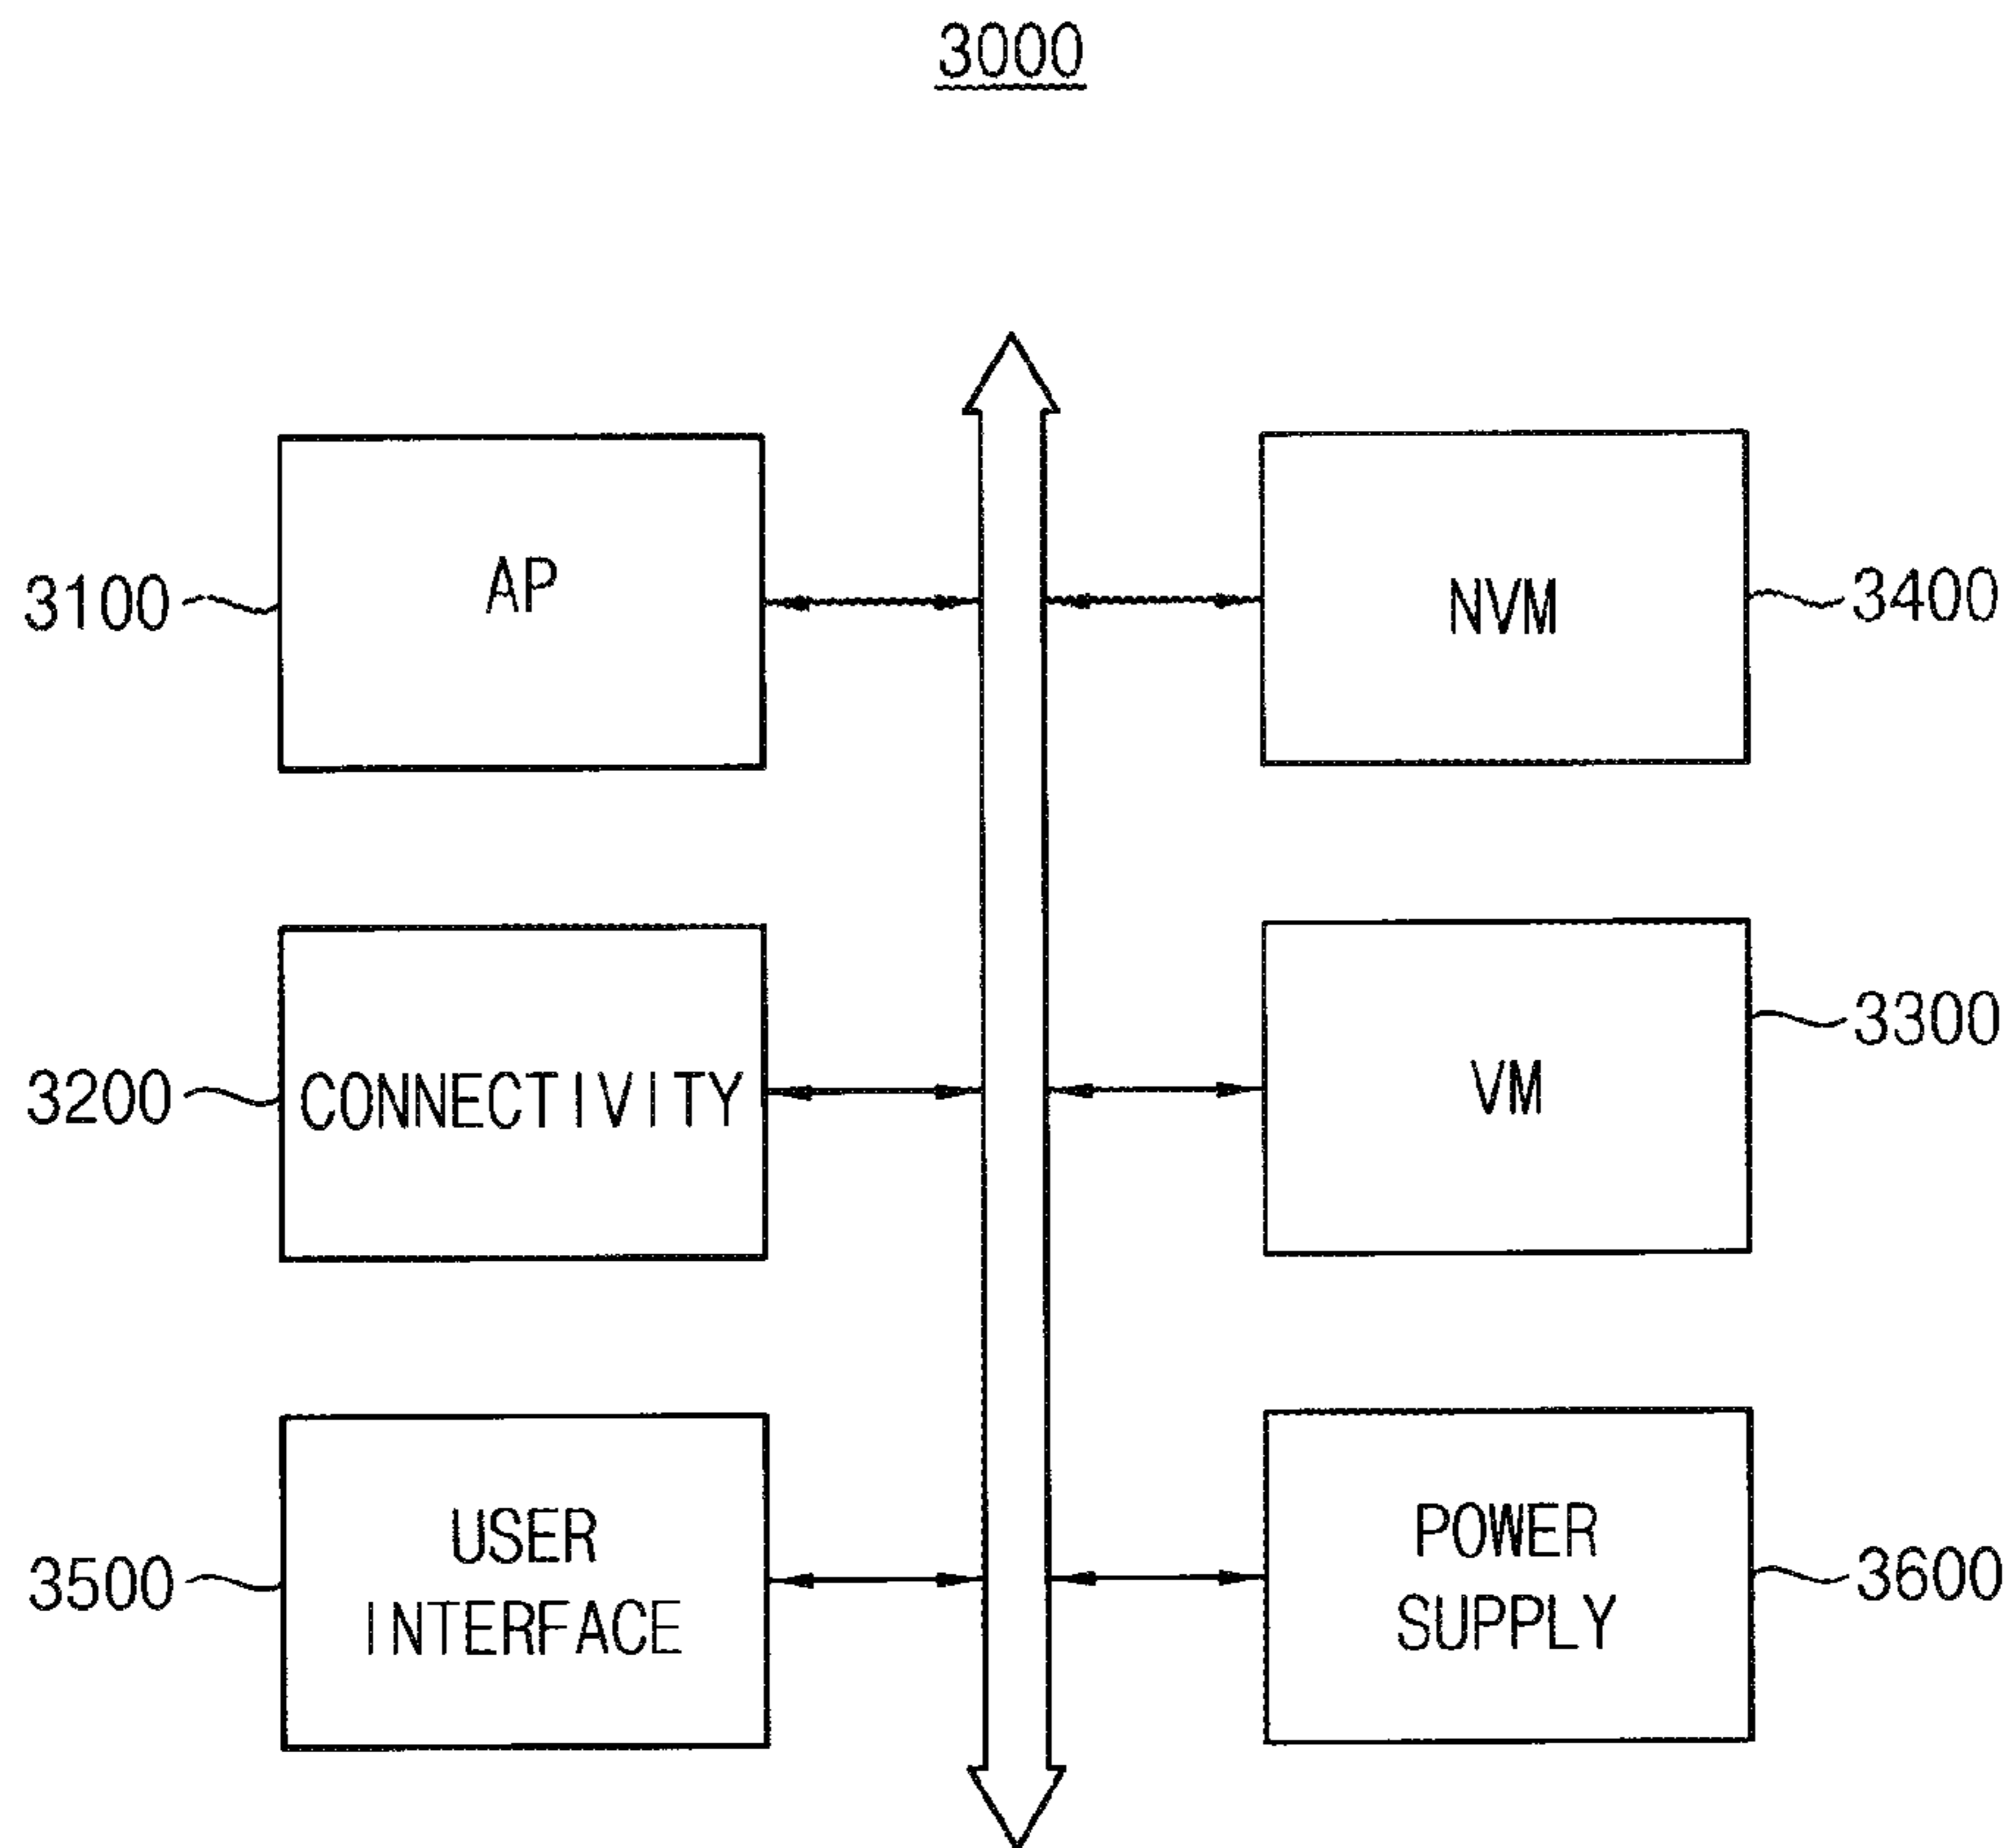 3000
AP
NVM
3100
3400
CONNECTIVITY
VM
3200
3300
USER
INTERFACE
POWER
SUPPLY
3500
3600